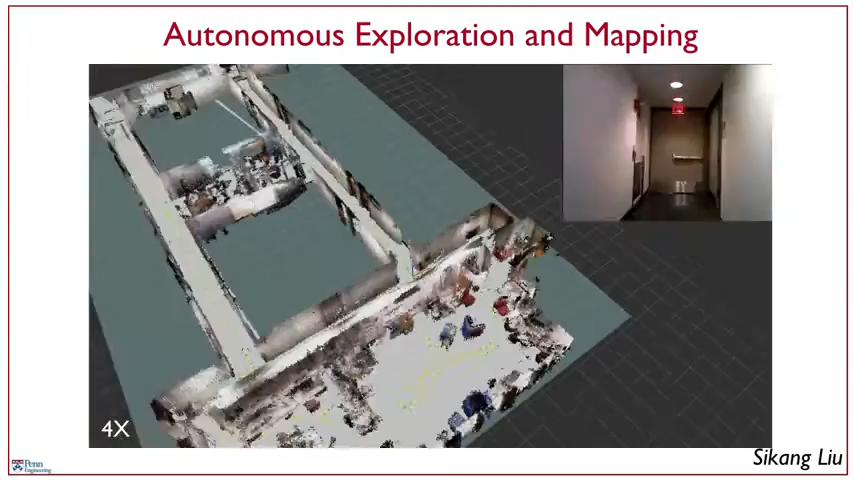 Autonomous Exploration and Mapping
4X
Sikang Liu
Penn
Engineering